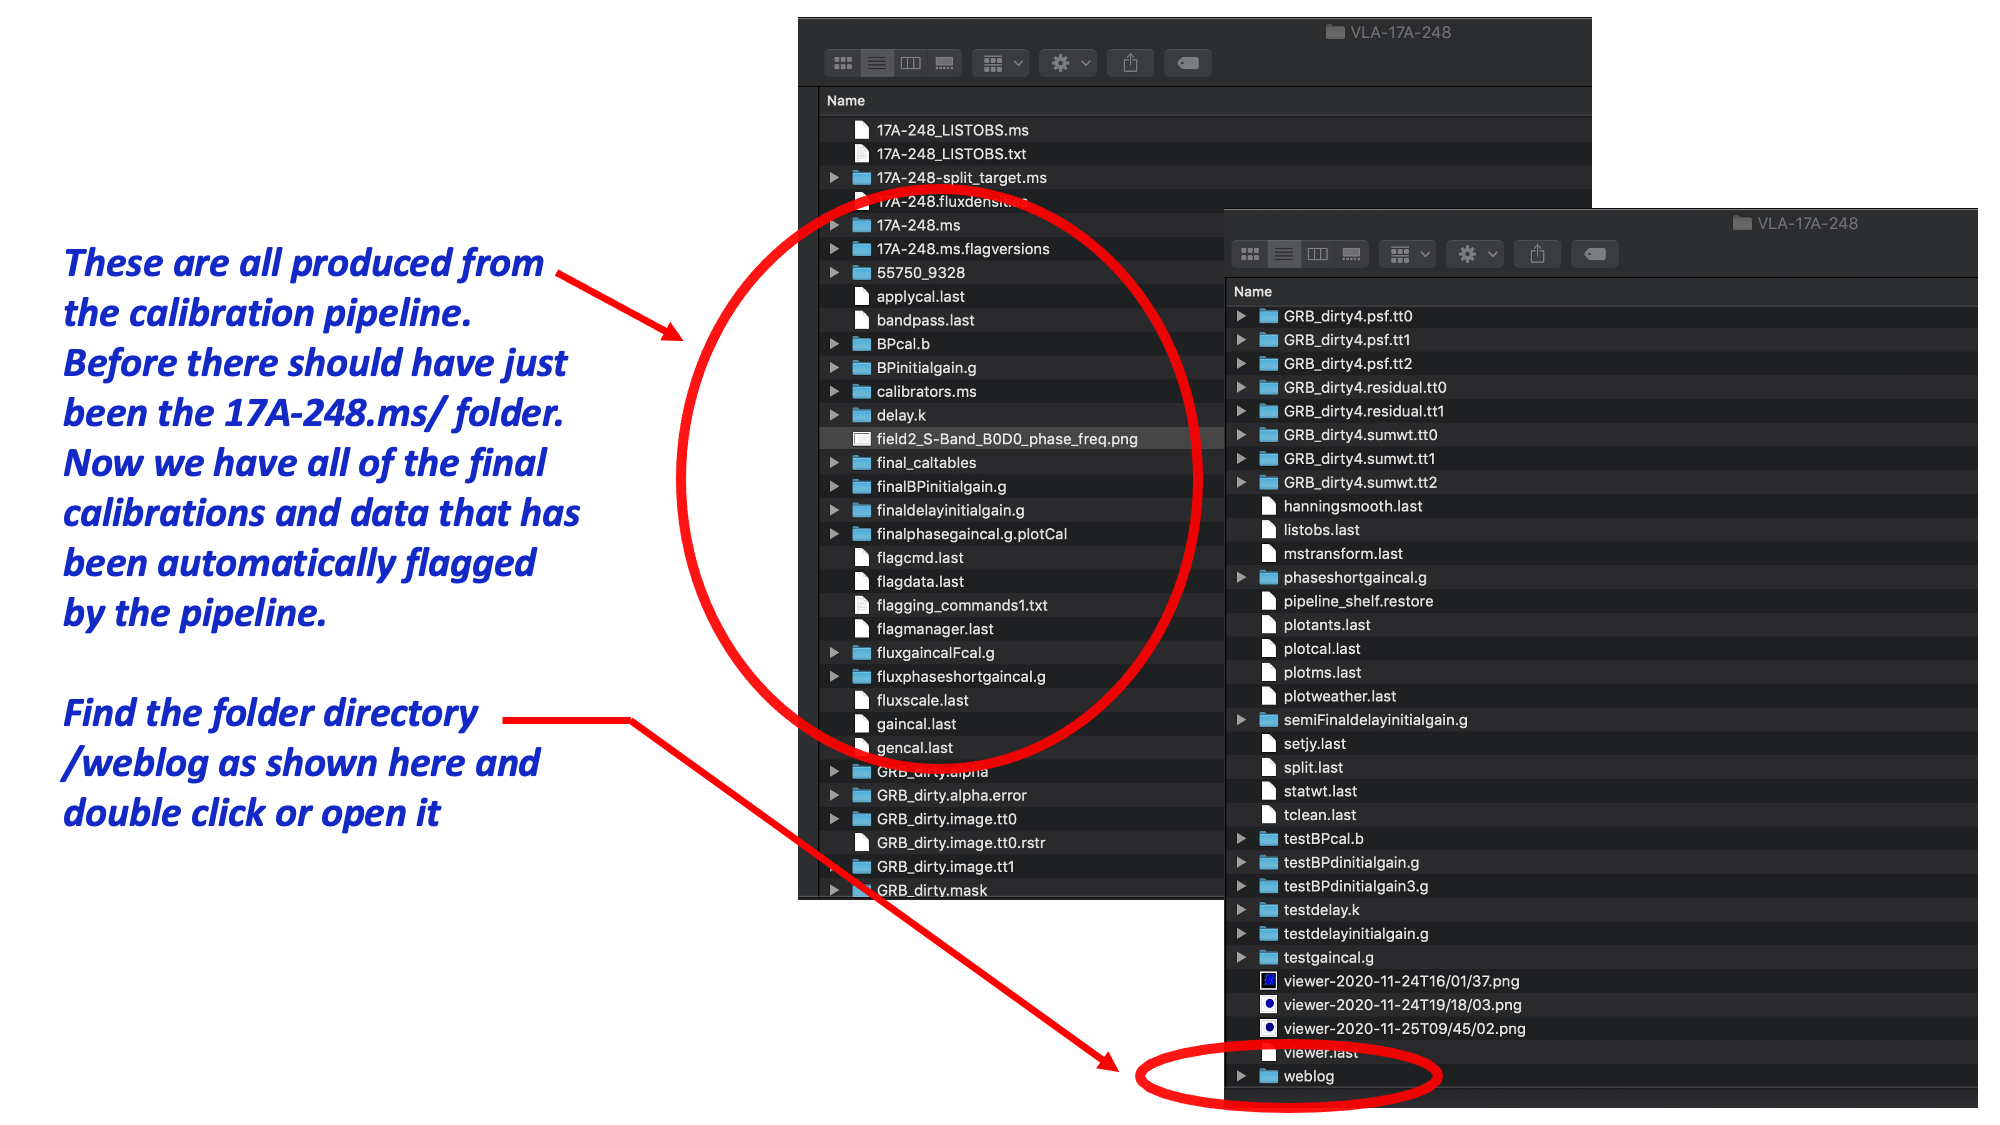 These are all produced from
the calibration pipeline.
Before there should have just
been the 17A-248.ms/ folder.
Now we have all of the final
calibrations and data that has
been automatically flagged
by the pipeline.
Find the folder directory
/weblog as shown here and
double click or open it
VLA-17A-248
Name
17A-248_LISTOBS.ms
17A-248_LISTOBS.txt
17A-248-split_target.ms
17A-248.fluxdensities
17A-248.ms
17A-248.ms.flagversions
55750_9328
applycal.last
bandpass.last
BPcal.b
BPinitialgain.g
calibrators.ms
delay.k
field2_S-Band_B0D0_phase_freq.png
final_caltables
finalBPinitialgain.g
finaldelayinitialgain.g
finalphasegaincal.g.plotCal
flagcmd.last
flagdata.last
flagging_commands1.txt
flagmanager.last
fluxgaincalFcal.g
fluxphaseshortgaincal.g
fluxscale.last
gaincal.last
gencal.last
GRB_dirty.alpha
GRB_dirty.alpha.error
GRB_dirty.image.tt0
GRB_dirty.image.tt0.rstr
GRB_dirty.image.tt1
GRB_dirty.mask
VLA-17A-248
Name
GRB_dirty4.psf.tt0
GRB_dirty4.psf.tt1
GRB_dirty4.psf.tt2
GRB_dirty4.residual.tt0
GRB_dirty4.residual.tt1
GRB_dirty4.sumwt.tt0
GRB_dirty4.sumwt.tt1
GRB_dirty4.sumwt.tt2
hanningsmooth.last
listobs.last
mstransform.last
phaseshortgaincal.g
pipeline_shelf.restore
plotants.last
plotcal.last
plotms.last
plotweather.last
semiFinaldelayinitialgain.g
setjy.last
split.last
statwt.last
tclean.last
testBPcal.b
testBPdinitialgain.g
testBPdinitialgain3.g
testdelay.k
testdelayinitialgain.g
testgaincal.g
viewer-2020-11-24T16/01/37.png
viewer-2020-11-24T19/18/03.png
viewer-2020-11-25T09/45/02.png
viewer.last
weblog